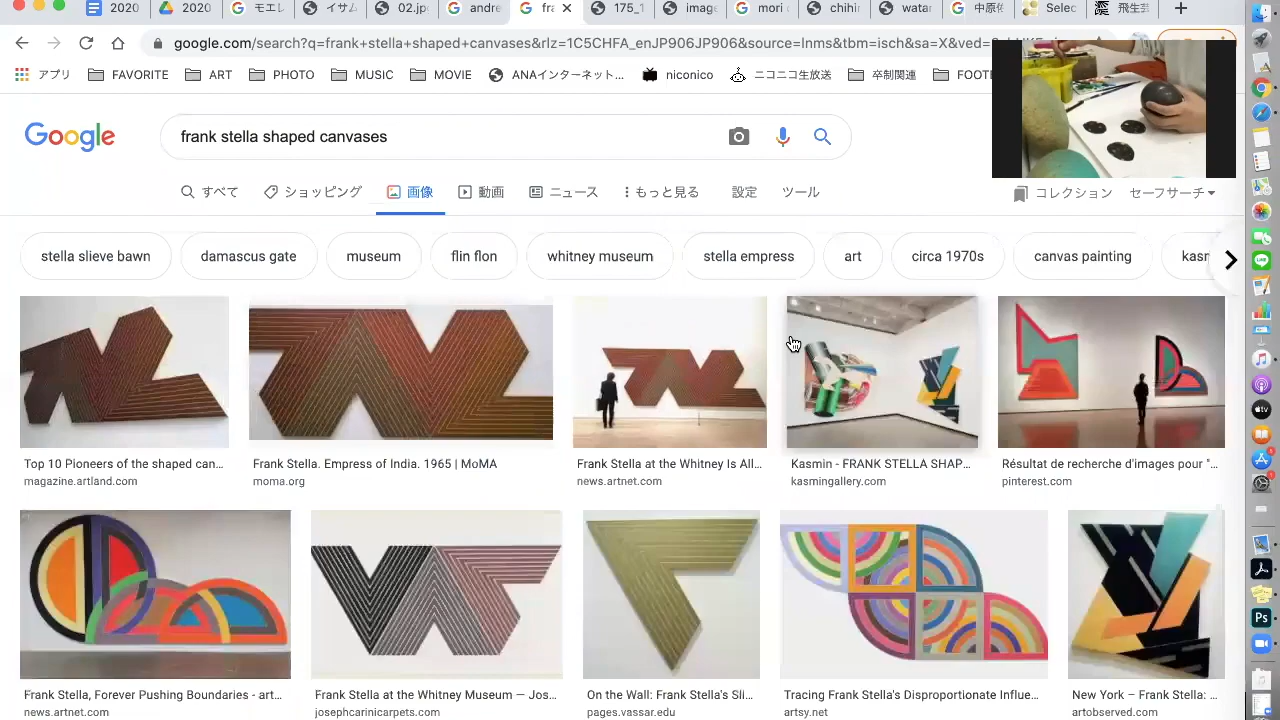 2020
2020
モエレ
イサム
02.jp
andre
fra
175_1
image
mori
chihi
watar
中原佑
Selec
飛生芸
google.com/search?q=frank+stella+shaped+canvases&rlz=1C5CHFA_enJP906JP906&source=lnms&tbm=isch&sa=X&ved=
アプリ
FAVORITE
ART
PHOTO
MUSIC
MOVIE
ANAインターネット...
niconico
ニコニコ生放送
卒制関連
FOOT
Google
frank stella shaped canvases
すべて
ショッピング
画像
動画
ニュース
もっと見る
設定
ツール
コレクション
セーフサーチ
stella slieve bawn
damascus gate
museum
flin flon
whitney museum
stella empress
art
circa 1970s
canvas painting
kasm
Top 10 Pioneers of the shaped can...
magazine.artland.com
Frank Stella. Empress of India. 1965 | MoMA
moma.org
Frank Stella at the Whitney Is All...
news.artnet.com
Kasmin - FRANK STELLA SHAP...
kasmingallery.com
Résultat de recherche d'images pour "...
pinterest.com
Frank Stella, Forever Pushing Boundaries - art...
news.artnet.com
Frank Stella at the Whitney Museum — Jos...
josephcarinicarpets.com
On the Wall: Frank Stella's Sli...
pages.vassar.edu
Tracing Frank Stella's Disproportionate Influe...
artsy.net
New York – Frank Stella: ...
artobserved.com